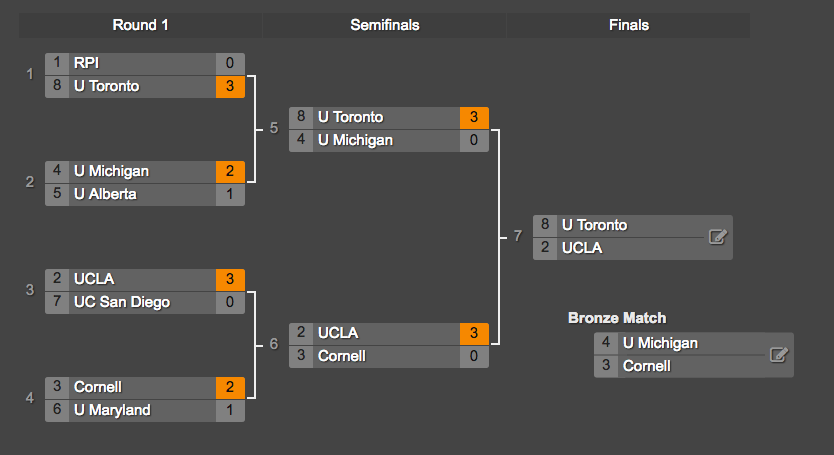 Round 1 Semifinals Finals
1
1 RPI 0
8 U Toronto 3
2
4 U Michigan 2
5 U Alberta 1
3
2 UCLA 3
7 UC San Diego 0
4
3 Cornell 2
6 U Maryland 1
5
8 U Toronto 3
4 U Michigan 0
6
2 UCLA 3
3 Cornell 0
7
8 U Toronto
2 UCLA
Bronze Match
4 U Michigan
3 Cornell